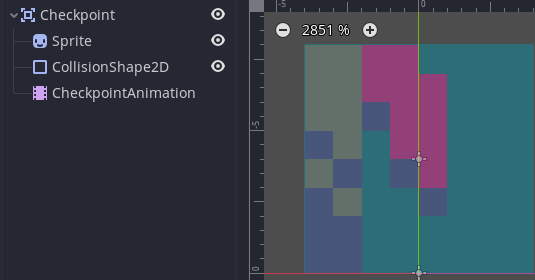 Checkpoint
Sprite
CollisionShape2D
CheckpointAnimation
-5
0
2851 %
-5
0